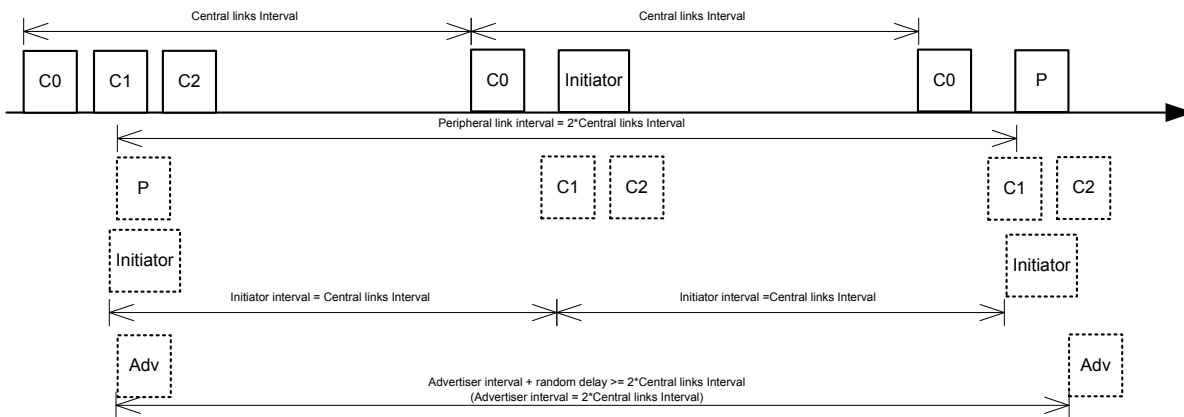 Central links Interval
Central links Interval
C0
C1
C2
C0
Initiator
C0
P
Peripheral link interval = 2*Central links Interval
P
C1
C2
C1
C2
Initiator
Initiator
Initiator interval = Central links Interval
Initiator interval =Central links Interval
Adv
Adv
Advertiser interval + random delay >= 2*Central links Interval
(Advertiser interval = 2*Central links Interval)